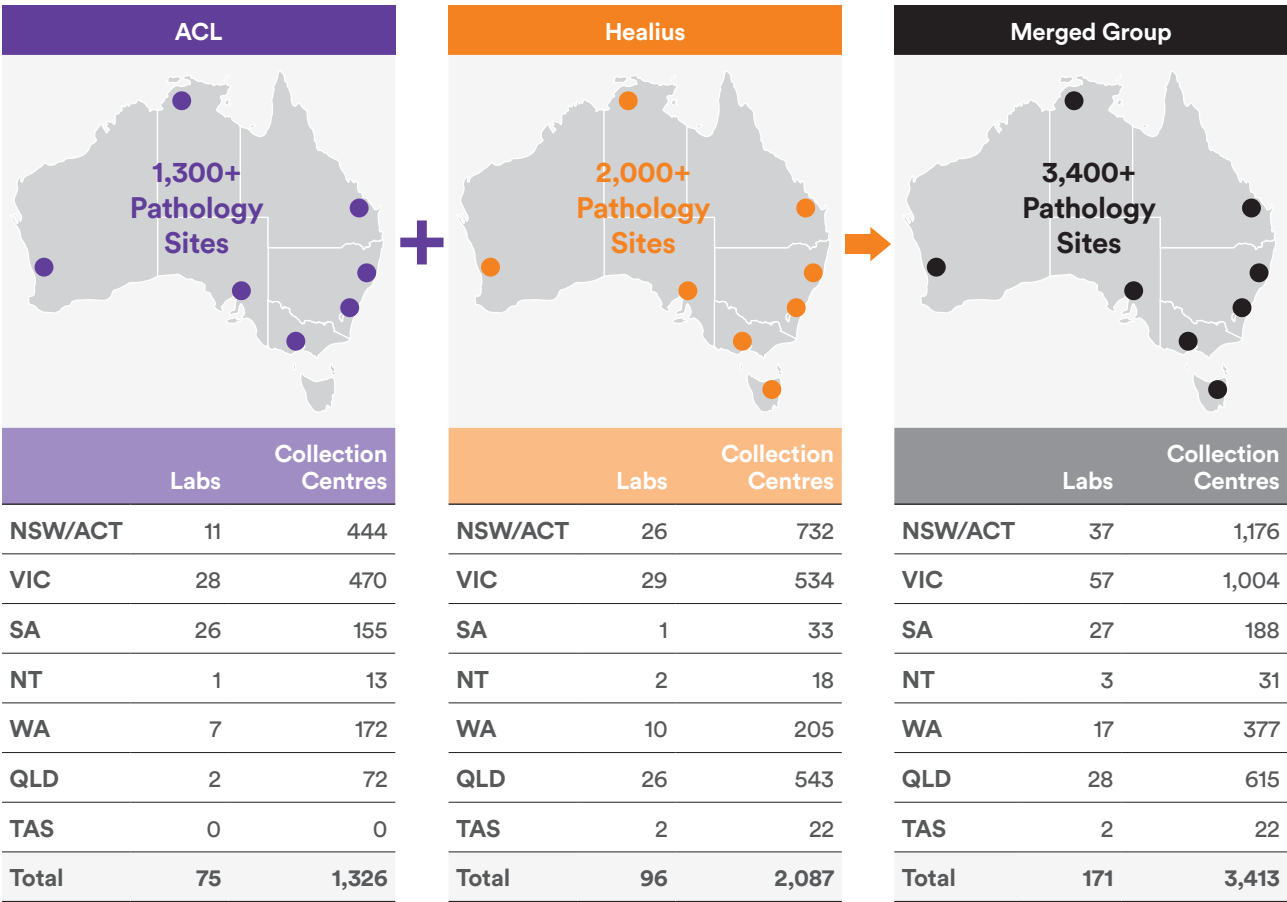 ACL
1,300+
Pathology
Sites
Labs Collection Centres
NSW/ACT 11 444
VIC 28 470
SA 26 155
NT 1 13
WA 7 172
QLD 2 72
TAS 0 0
Total 75 1,326
+
Healius
2,000+
Pathology
Sites
Labs Collection Centres
NSW/ACT 26 732
VIC 29 534
SA 1 33
NT 2 18
WA 10 205
QLD 26 543
TAS 2 22
Total 96 2,087
Merged Group
3,400+
Pathology
Sites
Labs Collection Centres
NSW/ACT 37 1,176
VIC 57 1,004
SA 27 188
NT 3 31
WA 17 377
QLD 28 615
TAS 2 22
Total 171 3,413